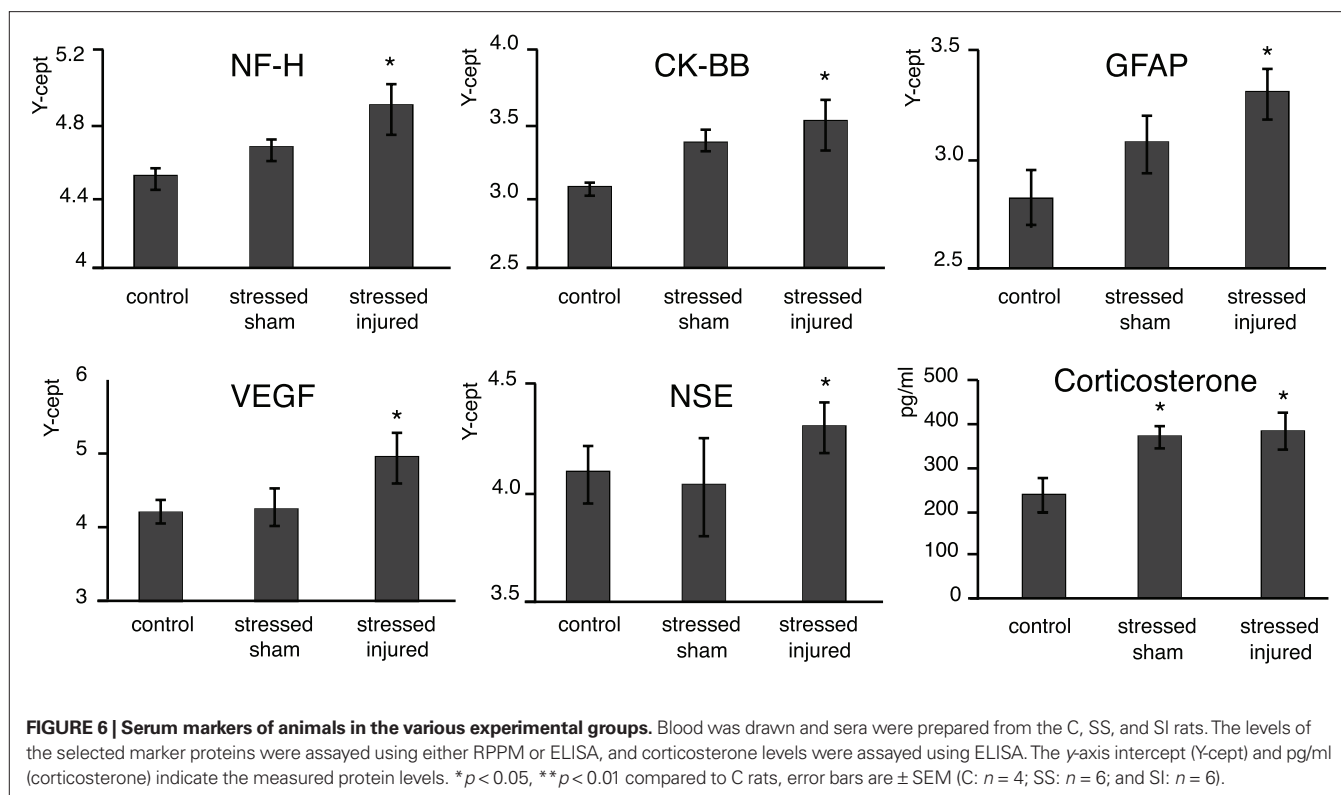 NF-H
Y-cept
5.2
4.8
4.4
4
*
control
stressed sham
stressed injured
CK-BB
Y-cept
4.0
3.5
3.0
2.5
*
control
stressed sham
stressed injured
GFAP
Y-cept
3.5
3.0
2.5
*
control
stressed sham
stressed injured
VEGF
Y-cept
6
5
4
3
*
control
stressed sham
stressed injured
NSE
Y-cept
4.5
4.0
3.5
*
control
stressed sham
stressed injured
Corticosterone
pg/ml
500
400
300
200
100
0
*
*
control
stressed sham
stressed injured
FIGURE 6 | Serum markers of animals in the various experimental groups. Blood was drawn and sera were prepared from the C, SS, and SI rats. The levels of
the selected marker proteins were assayed using either RPPM or ELISA, and corticosterone levels were assayed using ELISA. The y-axis intercept (Y-cept) and pg/ml
(corticosterone) indicate the measured protein levels. *p < 0.05, **p < 0.01 compared to C rats, error bars are ± SEM (C: n = 4; SS: n = 6; and SI: n = 6).